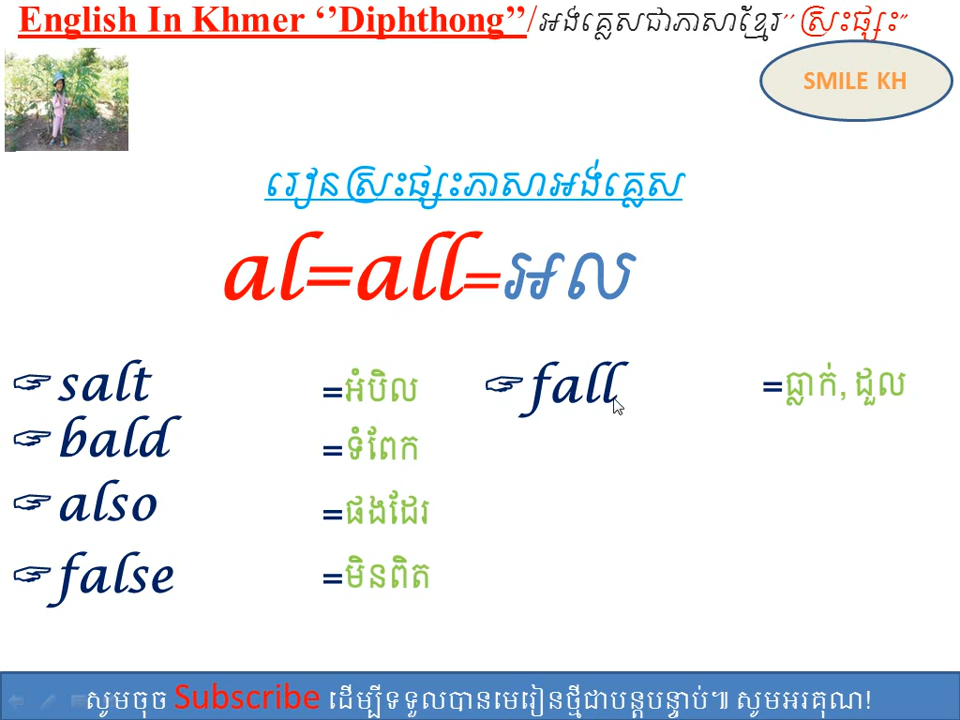 English In Khmer ‘’Diphthong’’/អង់គ្លេសជាភាសាខ្មែរ’’ ស្រះផ្សះ”
SMILE KH
រៀនស្រះផ្សះភាសាអង់គ្លេស
al=all=អល
☞salt =អំបិល
☞fall =ធ្លាក់, ដួល
☞bald =ទំពែក
☞also =ផងដែរ
☞false =មិនពិត
សូមចុច Subscribe ដើម្បីទទួលបានមេរៀនថ្មីជាបន្តបន្ទាប់៕ សូមអរគុណ!